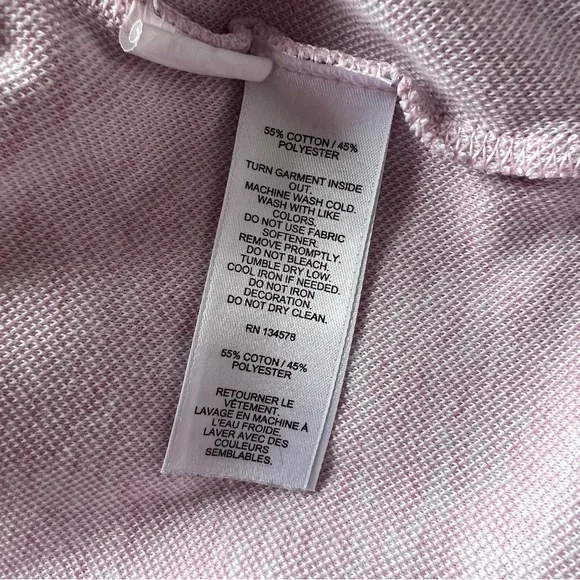 55% COTTON / 45%
POLYESTER
TURN GARMENT INSIDE
OUT.
MACHINE WASH COLD.
WASH WITH LIKE
COLORS.
DO NOT USE FABRIC
SOFTENER.
REMOVE PROMPTLY.
DO NOT BLEACH.
TUMBLE DRY LOW.
COOL IRON IF NEEDED.
DO NOT IRON
DECORATION.
DO NOT DRY CLEAN.
RN 134578
55% COTON / 45%
POLYESTER
RETOURNER LE
VÊTEMENT.
LAVAGE EN MACHINE À
L'EAU FROIDE.
LAVER AVEC DES
COULEURS
SEMBLABLES.